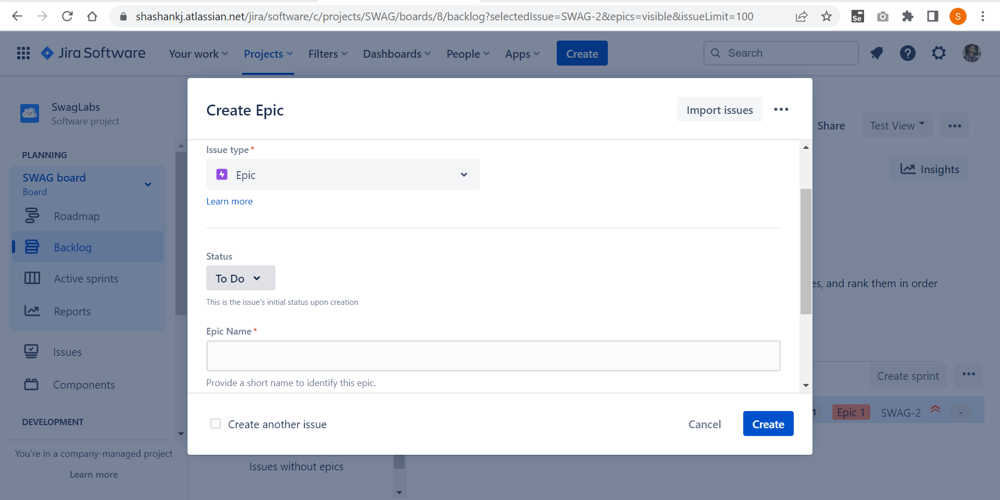 shashankj.atlassian.net/jira/software/c/projects/SWAG/boards/8/backlog?selectedIssue=SWAG-2&epics=visible&issueLimit=100
Se
S
Jira Software
Your work
Projects
Filters
Dashboards
People
Apps
Create
Search
SwagLabs
Software project
PLANNING
SWAG board
Board
Roadmap
Backlog
Active sprints
Reports
Issues
Components
DEVELOPMENT
You're in a company-managed project
Learn more
Create Epic
Import issues
Issue type*
Epic
Learn more
Status
To Do
This is the issue's initial status upon creation
Epic Name*
Provide a short name to identify this epic.
Create another issue
Cancel
Create
Issues without epics
Share
Test View
Insights
es, and rank them in order
Create sprint
1
Epic 1
SWAG-2
-